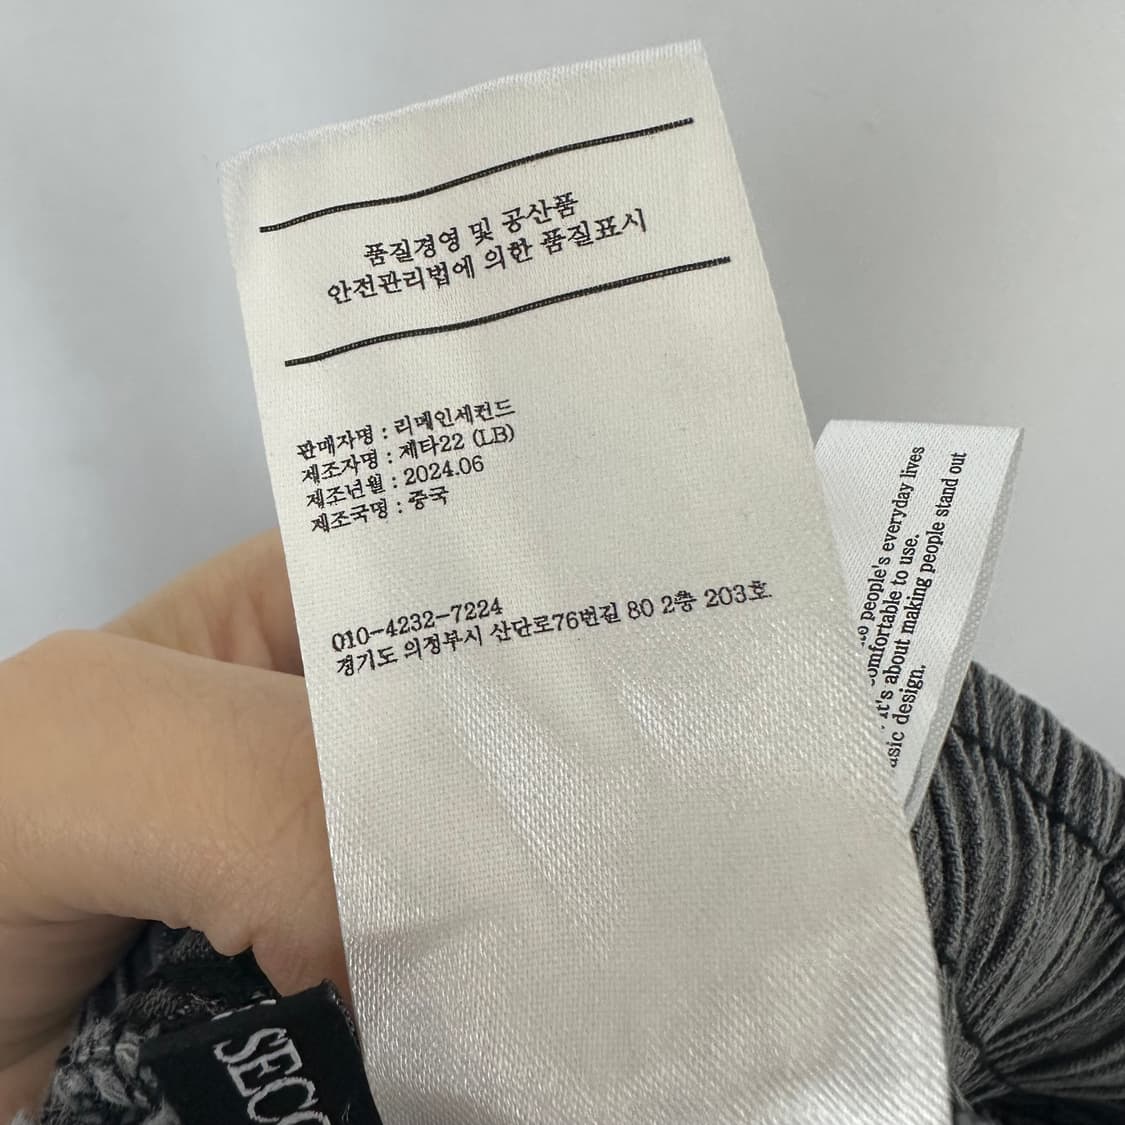 품질경영 및 공산품
안전관리법에 의한 품질표시
판매자명 : 리메인세컨드
제조자명 : 제타22 (LB)
제조년월 : 2024.06
제조국명 : 중국
010-4232-7224
경기도 의정부시 산단로76번길 80 2층 203호
people's everyday lives
to use.
it's about making people stand out
design.